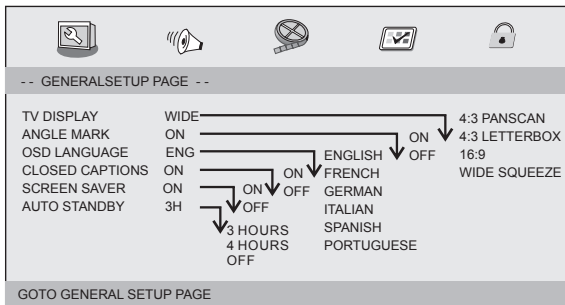 - - GENERALSETUP PAGE - -
TV DISPLAY WIDE 4:3 PANSCAN
ANGLE MARK ON ON 4:3 LETTERBOX
OSD LANGUAGE ENG ENGLISH OFF 16:9
CLOSED CAPTIONS ON ON FRENCH WIDE SQUEEZE
SCREEN SAVER ON ON OFF GERMAN
AUTO STANDBY 3H OFF ITALIAN
3 HOURS SPANISH
4 HOURS PORTUGUESE
OFF
GOTO GENERAL SETUP PAGE